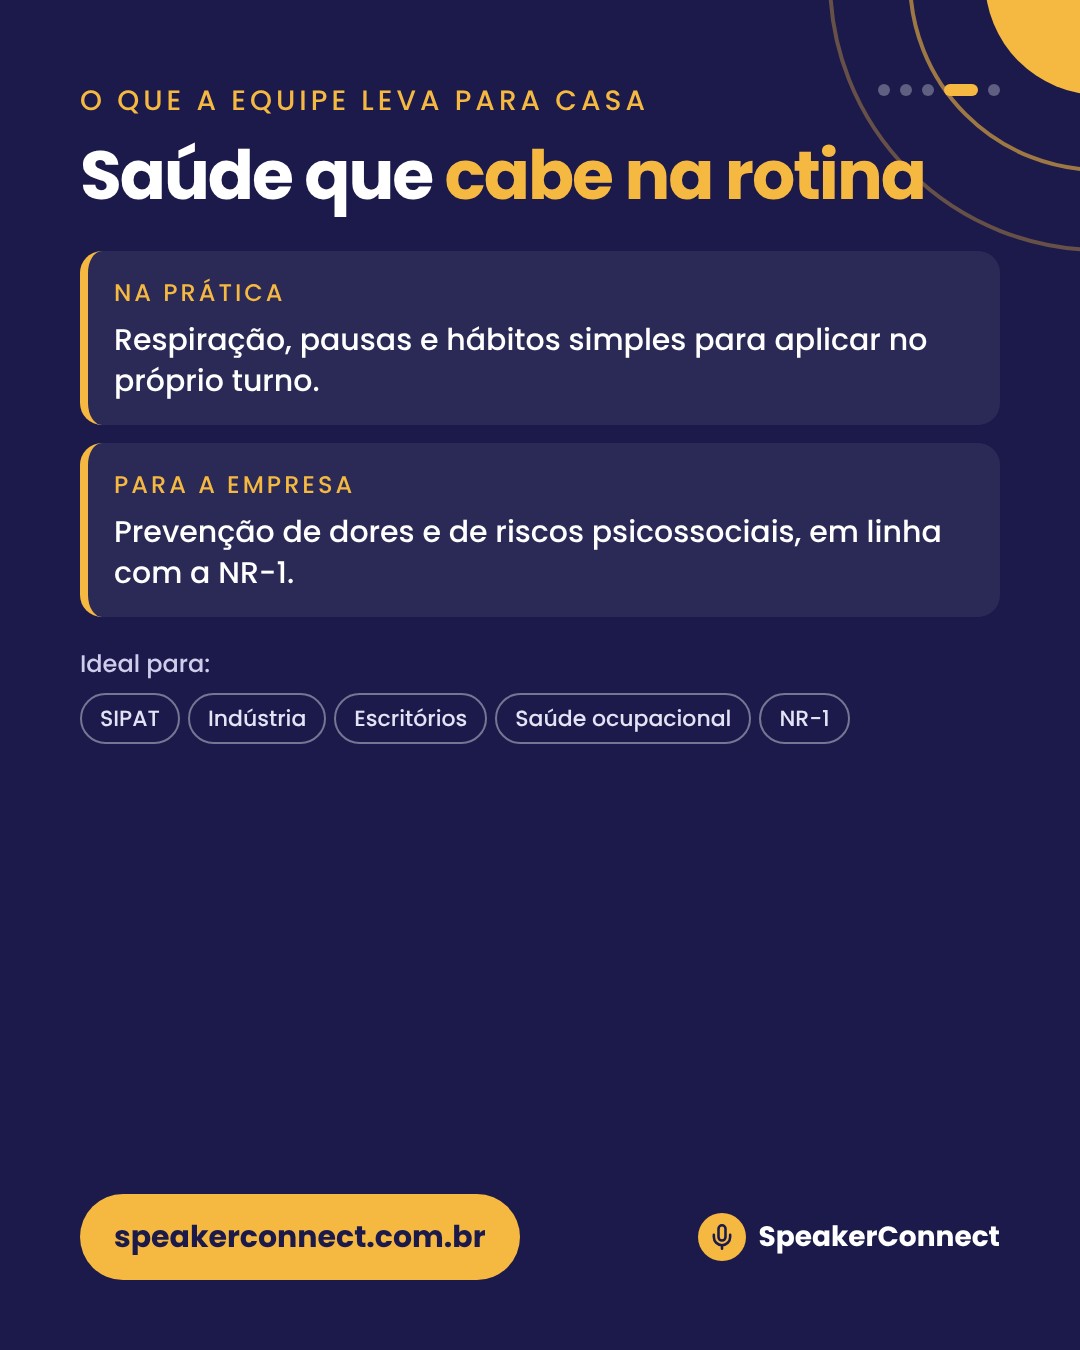 O QUE A EQUIPE LEVA PARA CASA
Saúde que cabe na rotina
NA PRÁTICA
Respiração, pausas e hábitos simples para aplicar no
próprio turno.
PARA A EMPRESA
Prevenção de dores e de riscos psicossociais, em linha
com a NR-1.
Ideal para:
SIPAT Indústria Escritórios Saúde ocupacional NR-1
speakerconnect.com.br SpeakerConnect